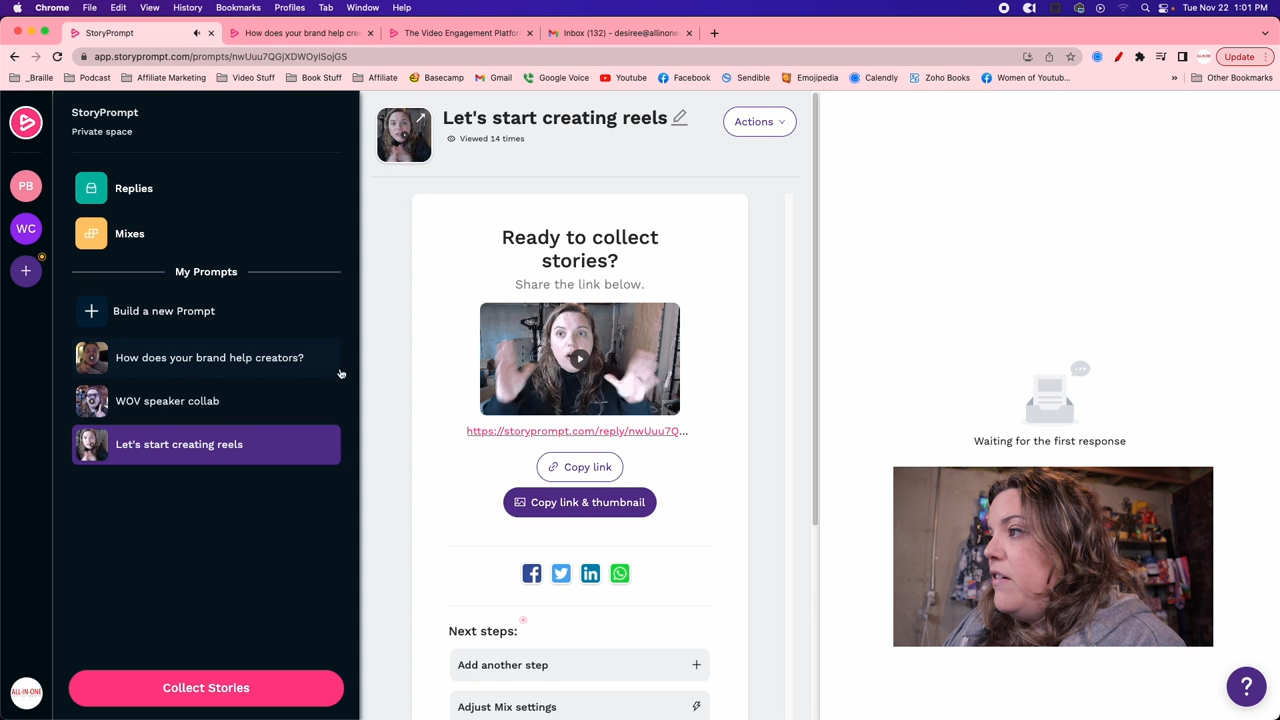 Chrome File Edit View History Bookmarks Profiles Tab Window Help
Tue Nov 22 1:01 PM
StoryPrompt
How does your brand help crea
The Video Engagement Platfor
Inbox (132) - desiree@allinone
app.storyprompt.com/prompts/nwUuu7QGjXDWOylSojGS
Update
_Braille Podcast Affiliate Marketing Video Stuff Book Stuff Affiliate Basecamp Gmail Google Voice Youtube Facebook Sendible Emojipedia Calendly Zoho Books Women of Youtub... » Other Bookmarks
StoryPrompt
Private space
PB
WC
Replies
Mixes
My Prompts
Build a new Prompt
How does your brand help creators?
WOV speaker collab
Let's start creating reels
Collect Stories
ALL-IN-ONE
Let's start creating reels
Viewed 14 times
Actions
Ready to collect
stories?
Share the link below.
https://storyprompt.com/reply/nwUuu7Q...
Copy link
Copy link & thumbnail
Next steps:
Add another step
Adjust Mix settings
Waiting for the first response
?